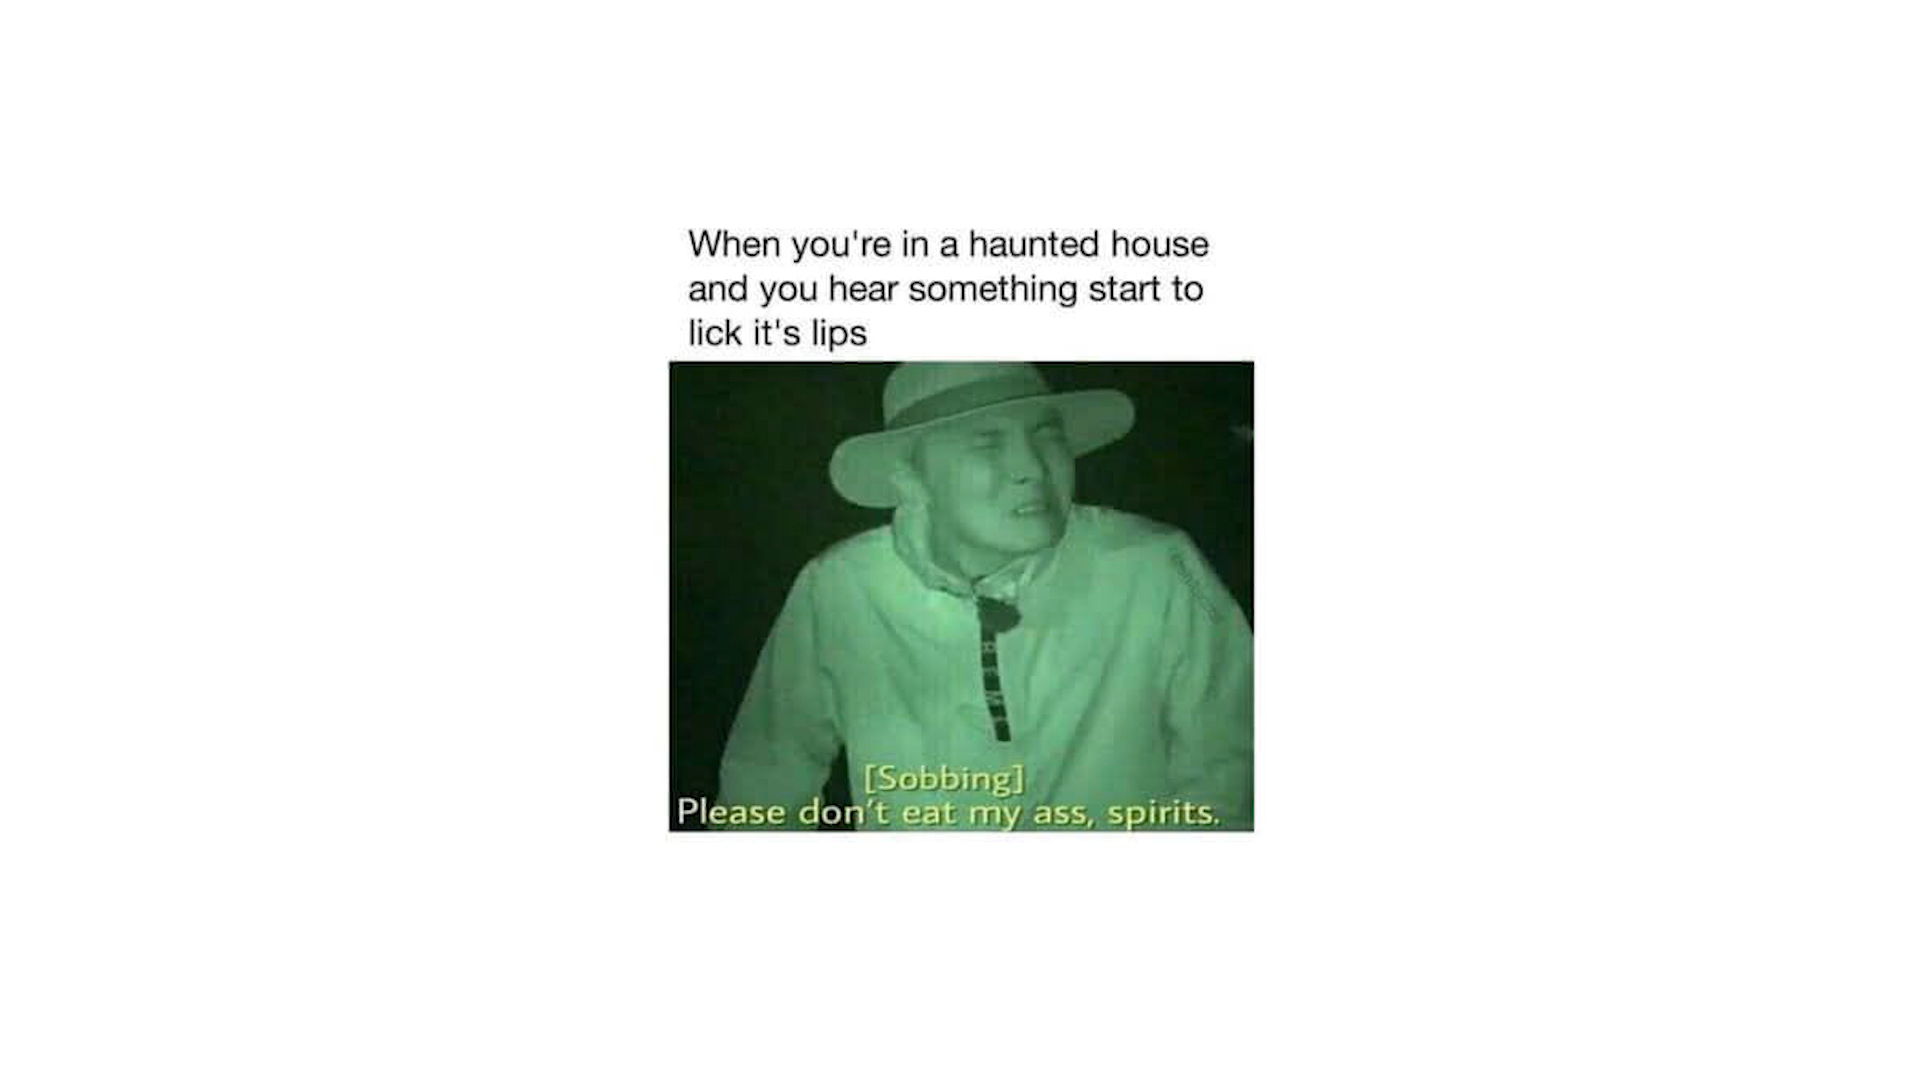 When you're in a haunted house
and you hear something start to
lick it's lips
[Sobbing]
Please don't eat my ass, spirits.